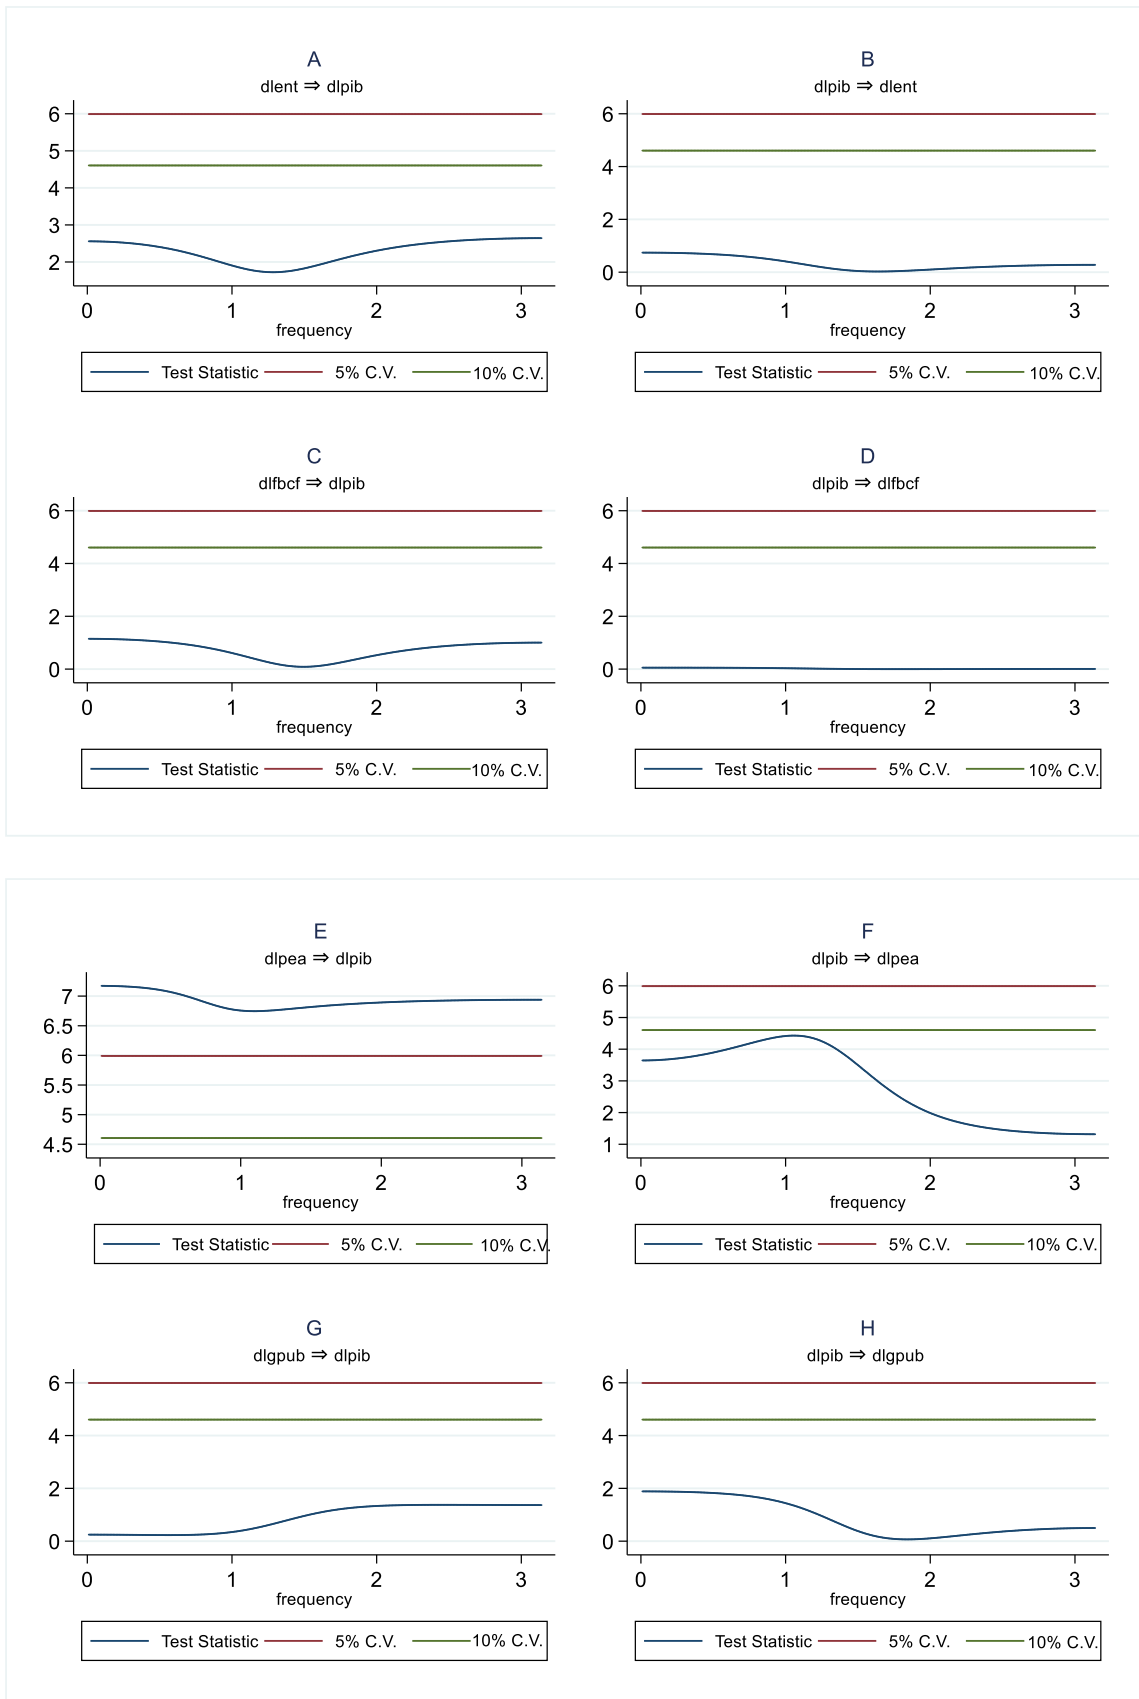 A
dlent ⇒ dlpib
6
5
4
3
2
0 1 2 3
frequency
Test Statistic 5% C.V. 10% C.V.
B
dlpib ⇒ dlent
6
4
2
0
0 1 2 3
frequency
Test Statistic 5% C.V. 10% C.V.
C
dlfbcf ⇒ dlpib
6
4
2
0
0 1 2 3
frequency
Test Statistic 5% C.V. 10% C.V.
D
dlpib ⇒ dlfbcf
6
4
2
0
0 1 2 3
frequency
Test Statistic 5% C.V. 10% C.V.
E
dlpea ⇒ dlpib
7
6.5
6
5.5
5
4.5
0 1 2 3
frequency
Test Statistic 5% C.V. 10% C.V.
F
dlpib ⇒ dlpea
6
5
4
3
2
1
0 1 2 3
frequency
Test Statistic 5% C.V. 10% C.V.
G
dlgpub ⇒ dlpib
6
4
2
0
0 1 2 3
frequency
Test Statistic 5% C.V. 10% C.V.
H
dlpib ⇒ dlgpub
6
4
2
0
0 1 2 3
frequency
Test Statistic 5% C.V. 10% C.V.